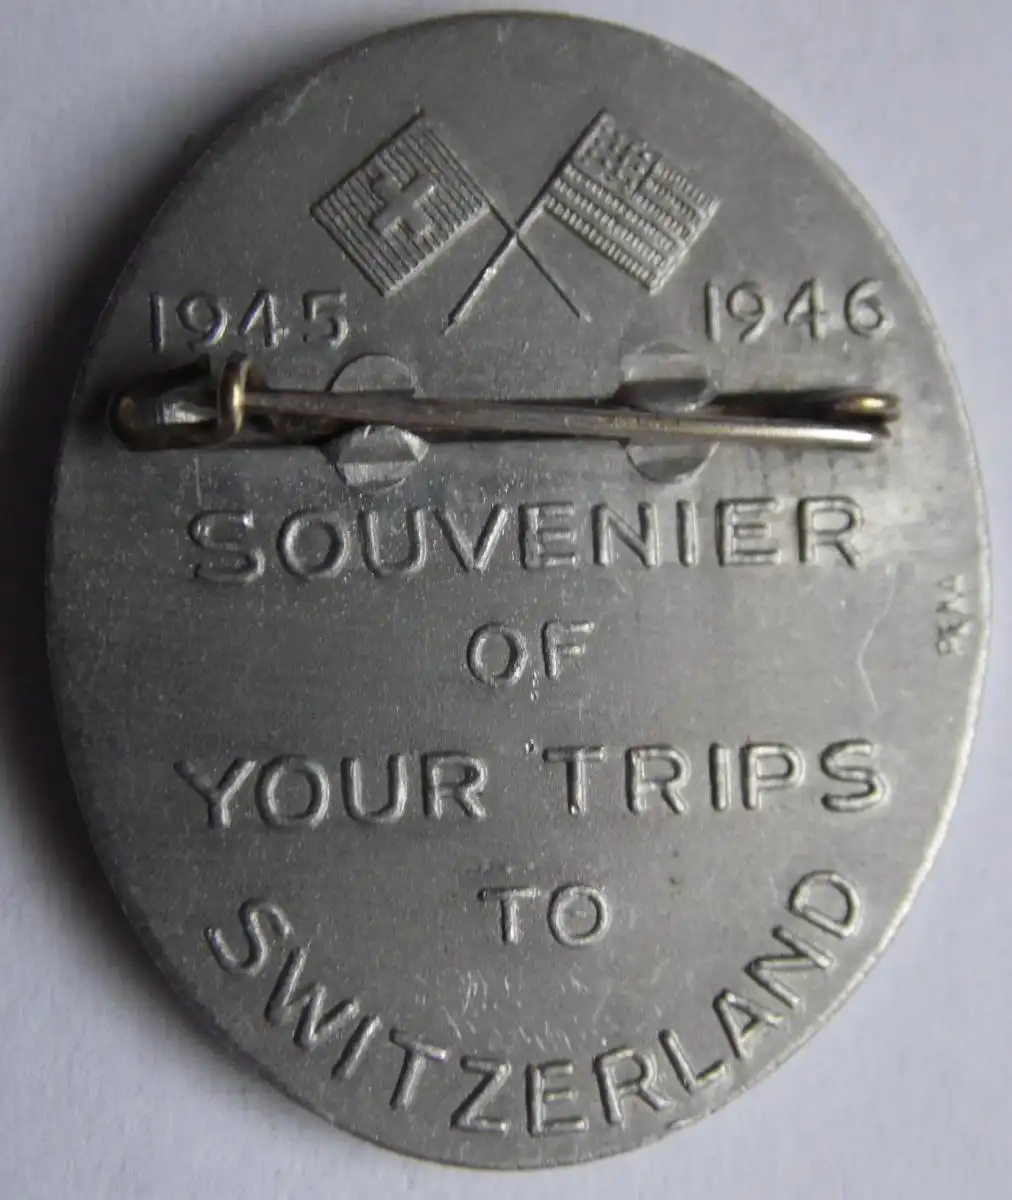 1945 1946
SOUVENIER
OF
YOUR TRIPS
TO
SWITZERLAND